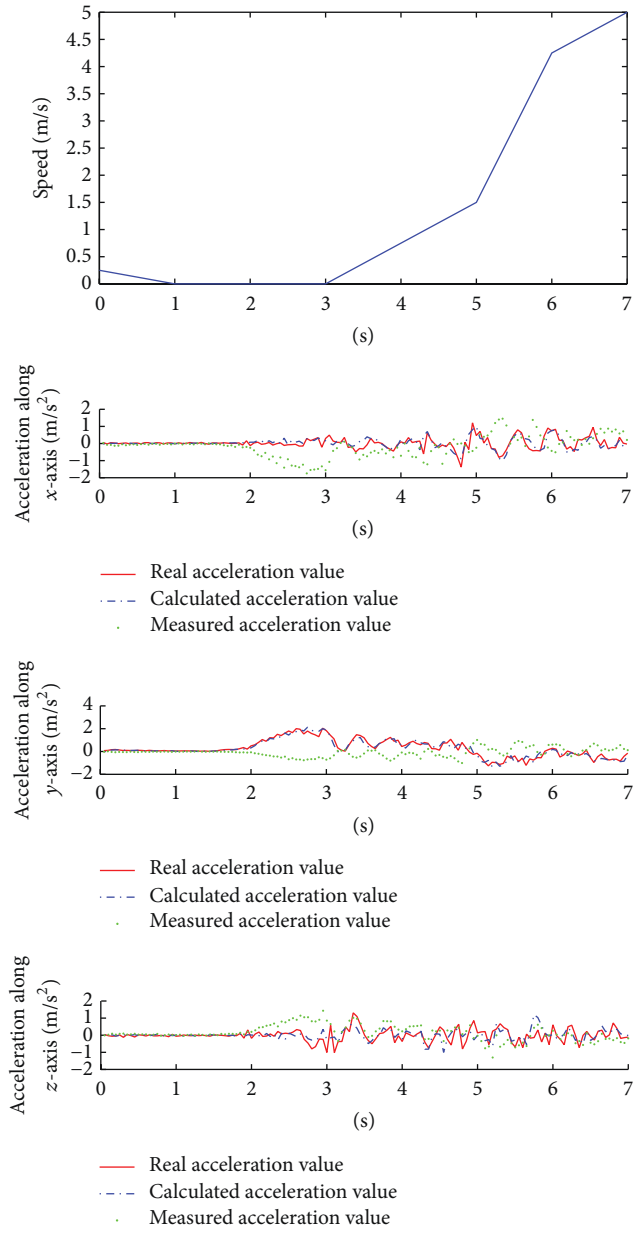 5
4.5
4
3.5
3
2.5
2
1.5
1
0.5
0
Speed (m/s)
0 1 2 3 4 5 6 7
(s)
Acceleration along
x-axis (m/s²)
2
1
0
−1
−2
0 1 2 3 4 5 6 7
(s)
Real acceleration value
Calculated acceleration value
Measured acceleration value
Acceleration along
y-axis (m/s²)
4
2
0
−2
0 1 2 3 4 5 6 7
(s)
Real acceleration value
Calculated acceleration value
Measured acceleration value
Acceleration along
z-axis (m/s²)
2
1
0
−1
−2
0 1 2 3 4 5 6 7
(s)
Real acceleration value
Calculated acceleration value
Measured acceleration value